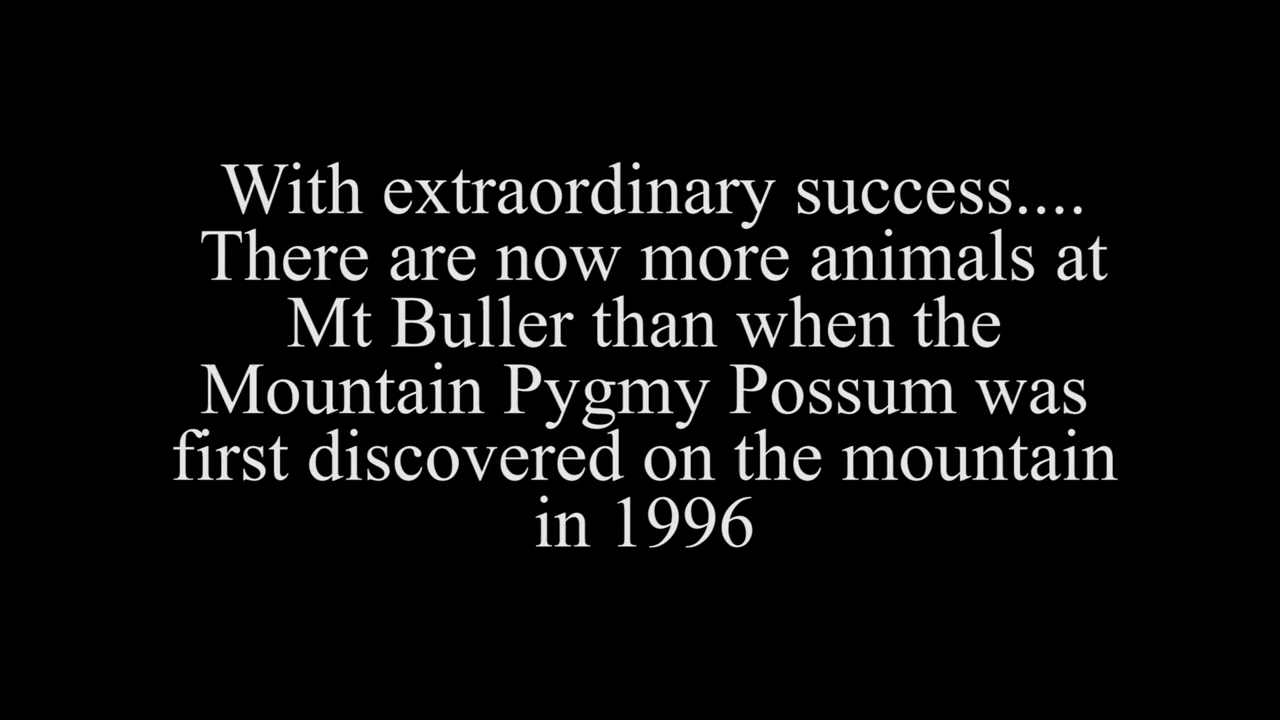 With extraordinary success....
There are now more animals at
Mt Buller than when the
Mountain Pygmy Possum was
first discovered on the mountain
in 1996